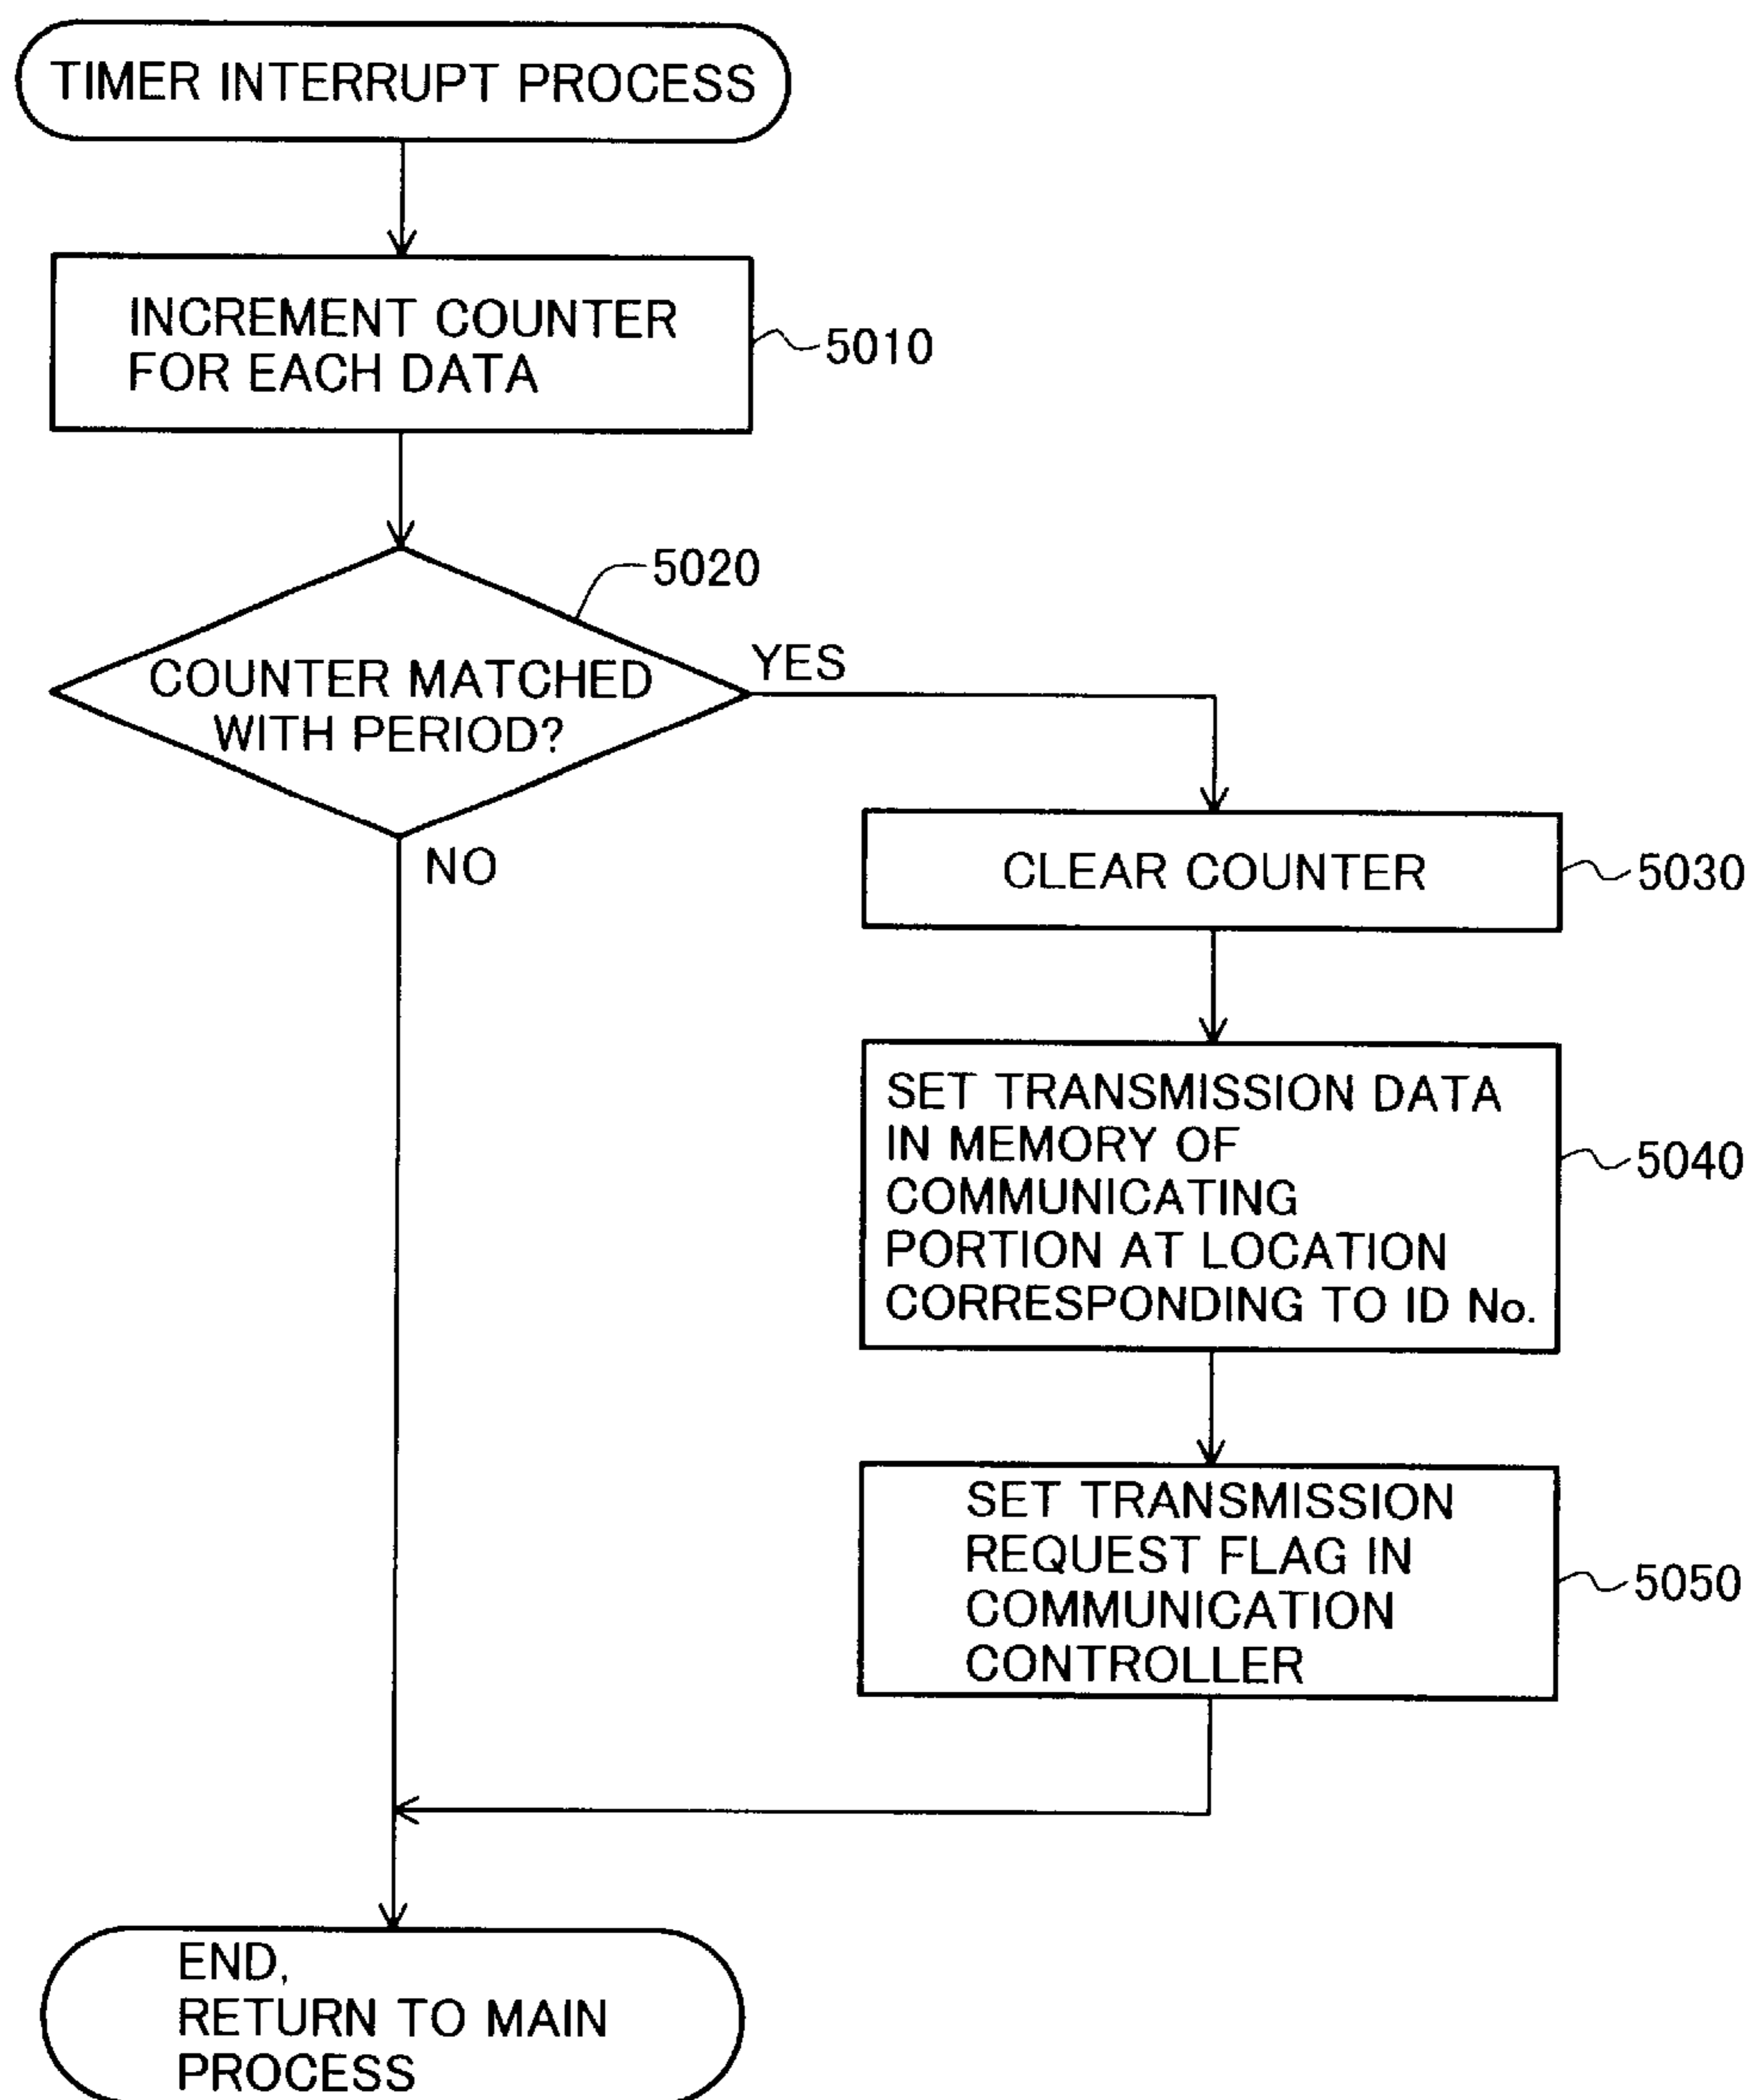 TIMER INTERRUPT PROCESS
INCREMENT COUNTER
FOR EACH DATA
5010
5020
COUNTER MATCHED
WITH PERIOD?
YES
NO
CLEAR COUNTER
5030
SET TRANSMISSION DATA
IN MEMORY OF
COMMUNICATING
PORTION AT LOCATION
CORRESPONDING TO ID No.
5040
SET TRANSMISSION
REQUEST FLAG IN
COMMUNICATION
CONTROLLER
5050
END,
RETURN TO MAIN
PROCESS